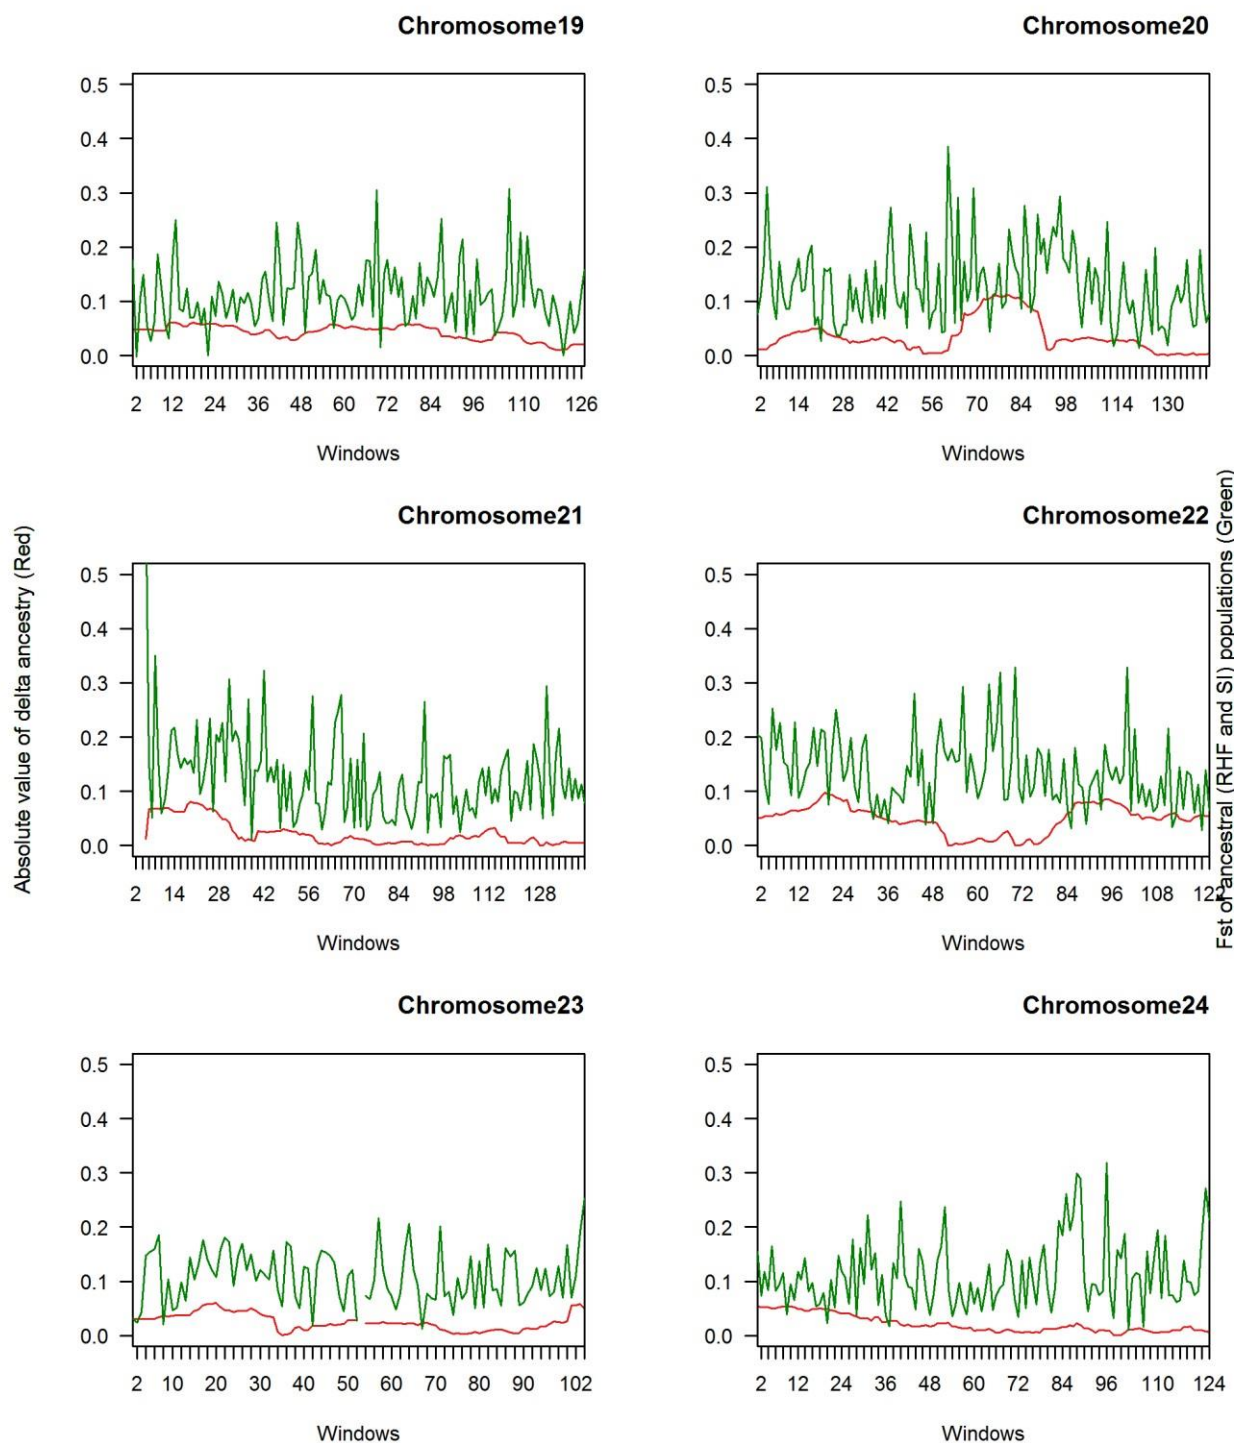 Chromosome19
0.5
0.4
0.3
0.2
0.1
0.0
2 12 24 36 48 60 72 84 96 110 126
Windows
Chromosome20
0.5
0.4
0.3
0.2
0.1
0.0
2 14 28 42 56 70 84 98 114 130
Windows
Absolute value of delta ancestry (Red)
Chromosome21
0.5
0.4
0.3
0.2
0.1
0.0
2 14 28 42 56 70 84 98 112 128
Windows
Chromosome22
0.5
0.4
0.3
0.2
0.1
0.0
2 12 24 36 48 60 72 84 96 108 122
Windows
Fst of ancestral (RHF and SI) populations (Green)
Chromosome23
0.5
0.4
0.3
0.2
0.1
0.0
2 10 20 30 40 50 60 70 80 90 102
Windows
Chromosome24
0.5
0.4
0.3
0.2
0.1
0.0
2 12 24 36 48 60 72 84 96 110 124
Windows